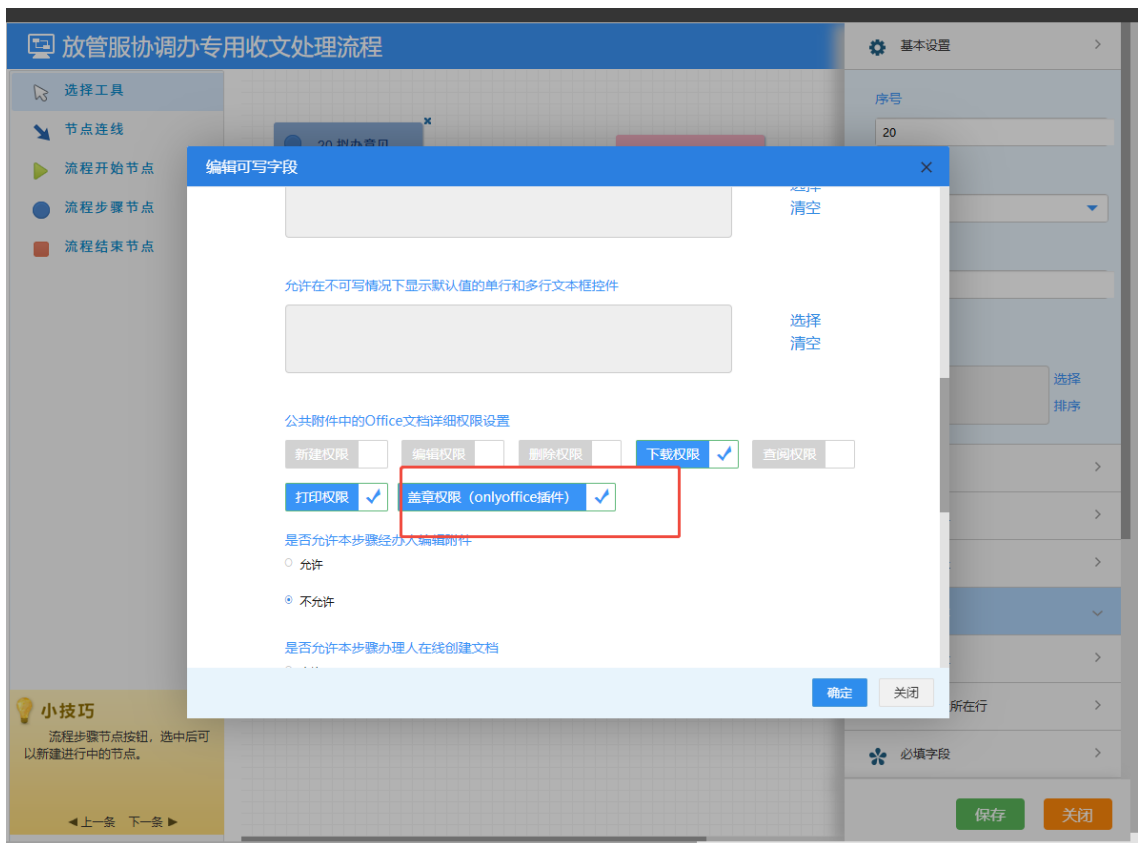 放管服协调办专用收文处理流程
选择工具
节点连线
流程开始节点
流程步骤节点
流程结束节点
20 拟办意见
基本设置
序号
20
编辑可写字段
选择
清空
允许在不可写情况下显示默认值的单行和多行文本框控件
选择
清空
公共附件中的Office文档详细权限设置
新建权限 编辑权限 删除权限 下载权限 查阅权限
打印权限 盖章权限（onlyoffice插件）
是否允许本步骤经办人编辑附件
允许
不允许
是否允许本步骤办理人在线创建文档
确定 关闭
选择
排序
所在行
必填字段
保存 关闭
小技巧
流程步骤节点按钮，选中后可
以新建进行中的节点。
上一条 下一条